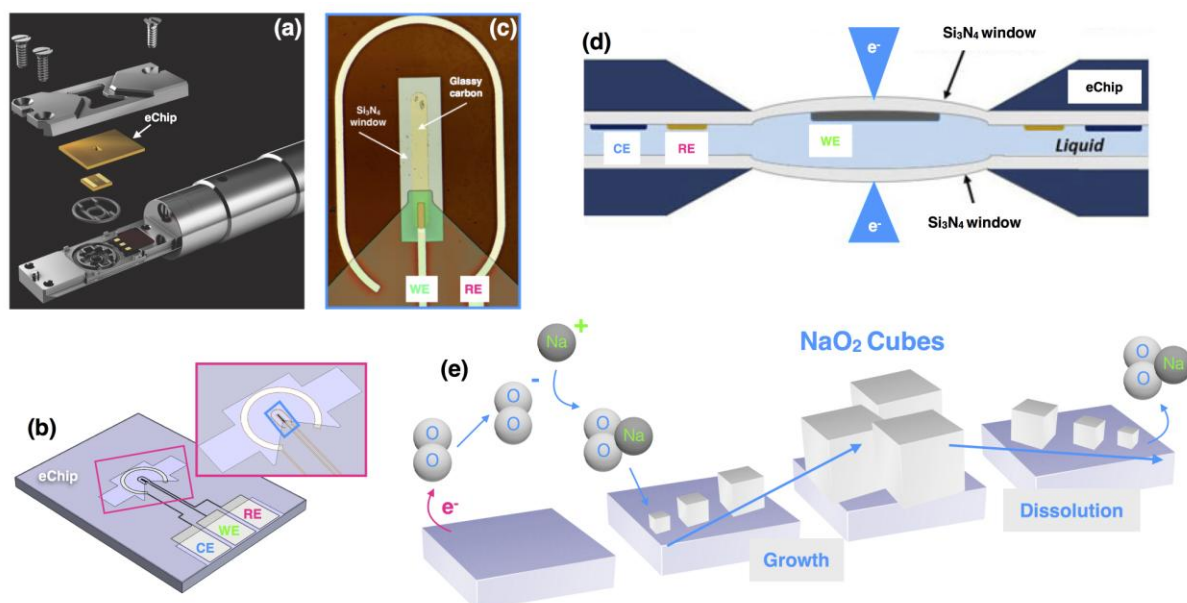 (a)
eChip
(b)
eChip
RE
WE
CE
(c)
Glassy
carbon
Si₃N₄
window
WE
RE
(d)
Si₃N₄ window
eChip
CE
RE
WE
Liquid
e-
e-
Si₃N₄ window
(e)
O
O
e-
O
O
-
Na
+
O
O
Na
NaO₂ Cubes
Growth
Dissolution
O
O
Na